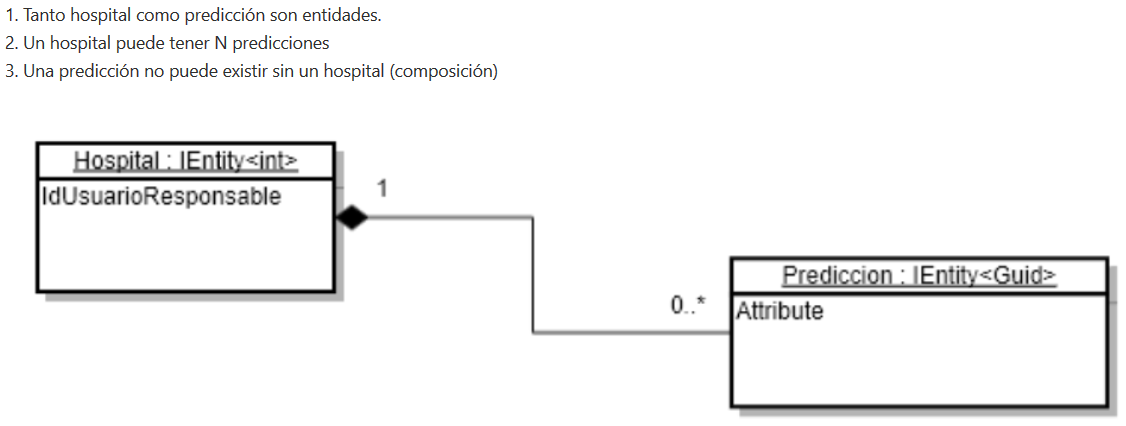 1. Tanto hospital como predicción son entidades.
2. Un hospital puede tener N predicciones
3. Una predicción no puede existir sin un hospital (composición)
Hospital : IEntity<int>
IdUsuarioResponsable
1
0..*
Prediccion : IEntity<Guid>
Attribute